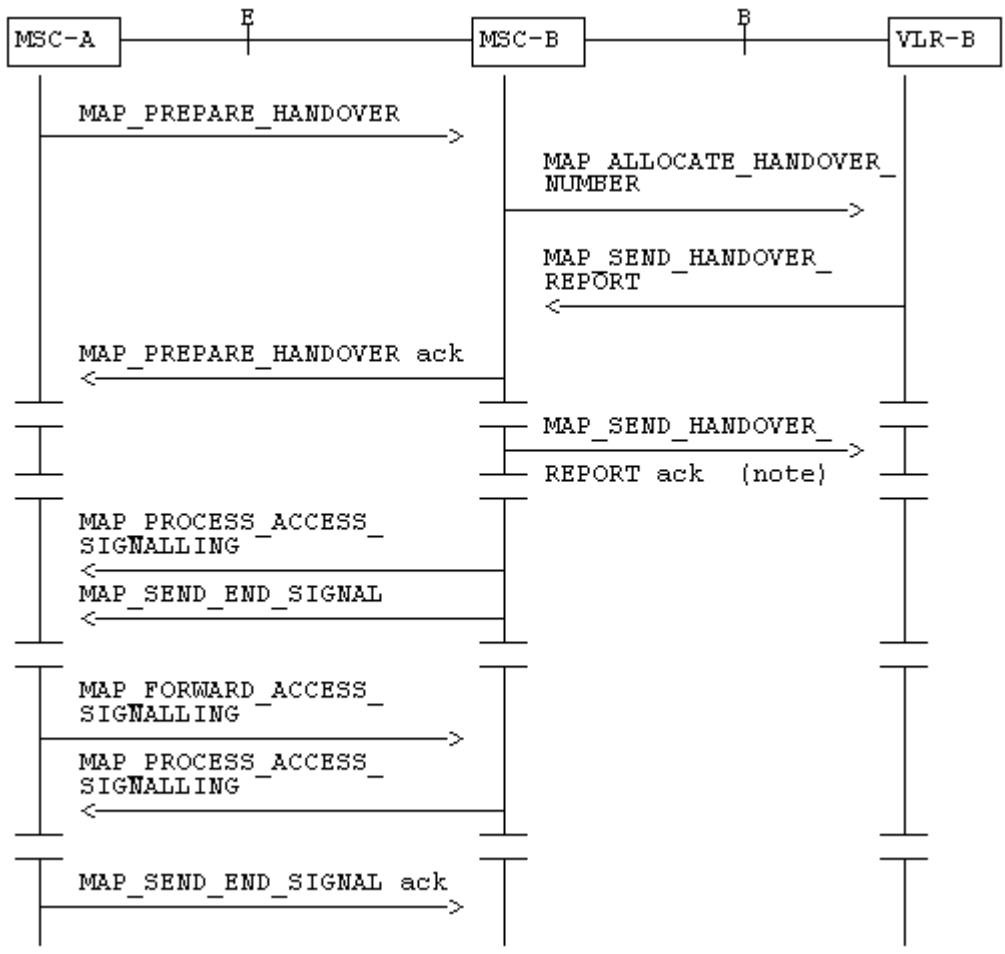 E
B
MSC-A
MSC-B
VLR-B
MAP_PREPARE_HANDOVER
MAP_ALLOCATE_HANDOVER_
NUMBER
MAP_SEND_HANDOVER_
REPORT
MAP_PREPARE_HANDOVER ack
MAP_SEND_HANDOVER_
REPORT ack (note)
MAP_PROCESS_ACCESS_
SIGNALLING
MAP_SEND_END_SIGNAL
MAP_FORWARD_ACCESS_
SIGNALLING
MAP_PROCESS_ACCESS_
SIGNALLING
MAP_SEND_END_SIGNAL ack